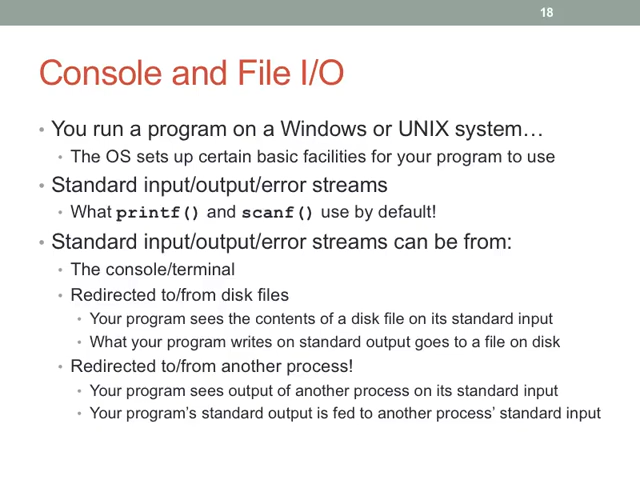 18
Console and File I/O
• You run a program on a Windows or UNIX system…
• The OS sets up certain basic facilities for your program to use
• Standard input/output/error streams
• What printf() and scanf() use by default!
• Standard input/output/error streams can be from:
• The console/terminal
• Redirected to/from disk files
• Your program sees the contents of a disk file on its standard input
• What your program writes on standard output goes to a file on disk
• Redirected to/from another process!
• Your program sees output of another process on its standard input
• Your program’s standard output is fed to another process’ standard input